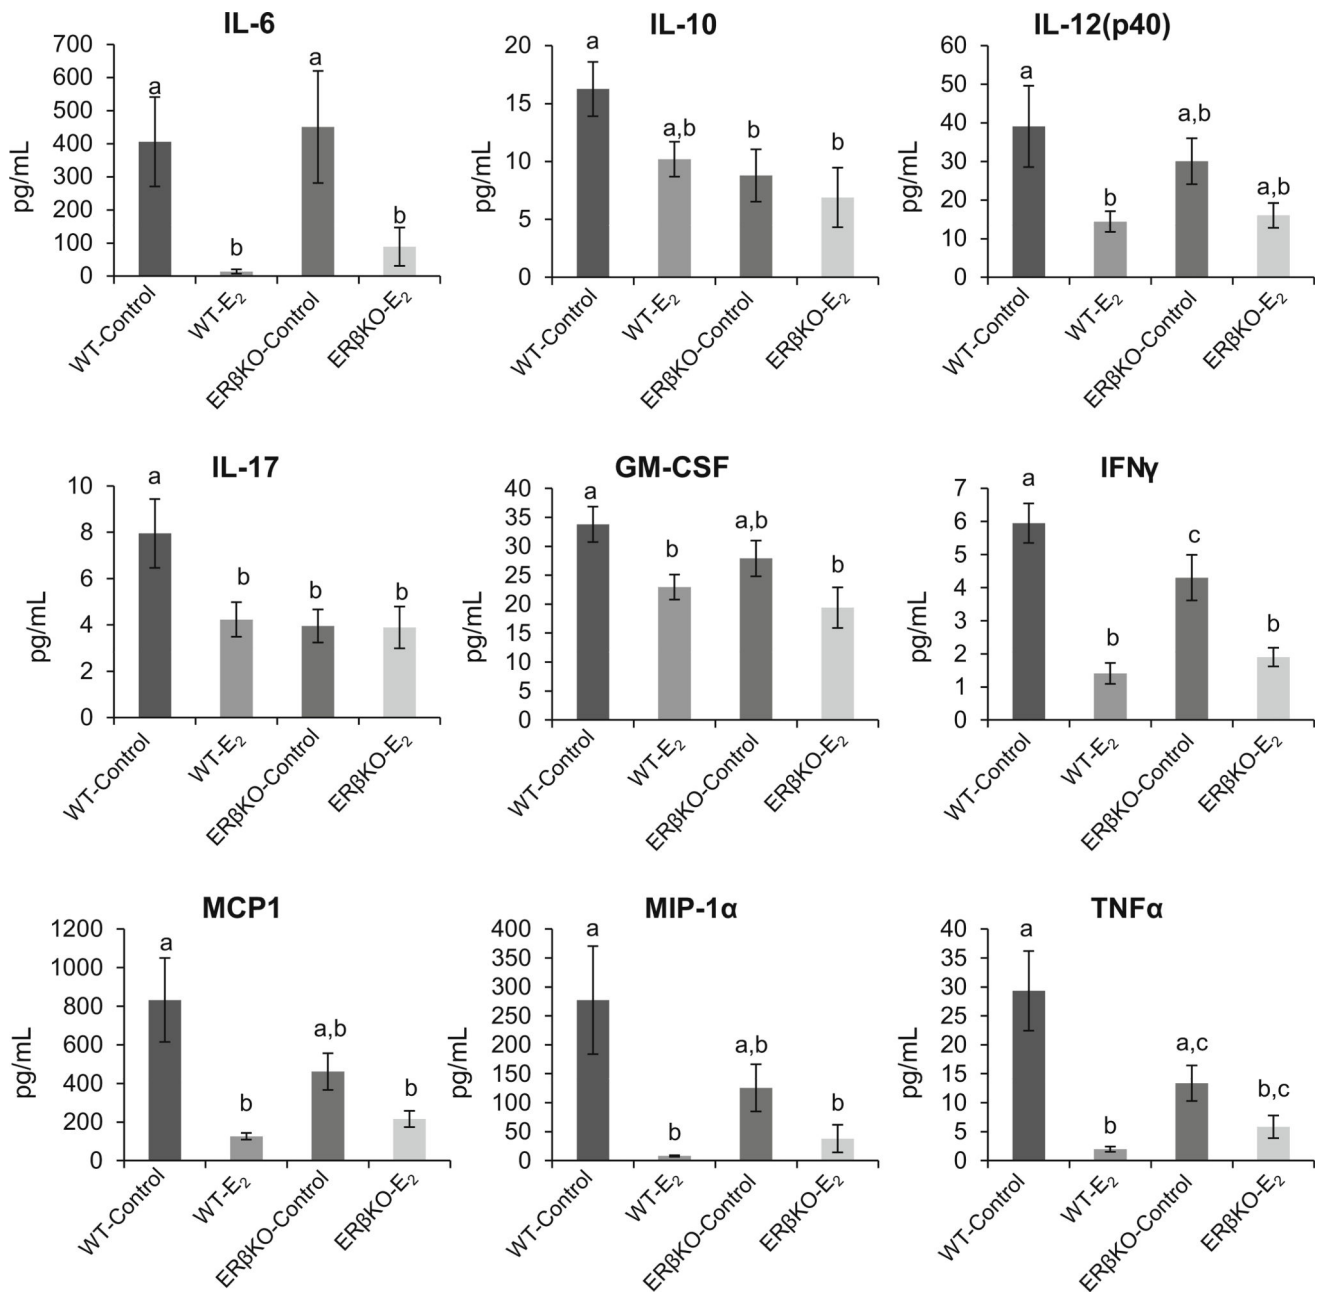 IL-6
700
600
500
400
300
200
100
0
pg/mL
a
b
a
b
WT-Control
WT-E₂
ERβKO-Control
ERβKO-E₂
IL-10
20
15
10
5
0
pg/mL
a
a,b
b
b
WT-Control
WT-E₂
ERβKO-Control
ERβKO-E₂
IL-12(p40)
60
50
40
30
20
10
0
pg/mL
a
b
a,b
a,b
WT-Control
WT-E₂
ERβKO-Control
ERβKO-E₂
IL-17
10
8
6
4
2
0
pg/mL
a
b
b
b
WT-Control
WT-E₂
ERβKO-Control
ERβKO-E₂
GM-CSF
40
35
30
25
20
15
10
5
0
pg/mL
a
b
a,b
b
WT-Control
WT-E₂
ERβKO-Control
ERβKO-E₂
IFNγ
7
6
5
4
3
2
1
0
pg/mL
a
b
c
b
WT-Control
WT-E₂
ERβKO-Control
ERβKO-E₂
MCP1
1200
1000
800
600
400
200
0
pg/mL
a
b
a,b
b
WT-Control
WT-E₂
ERβKO-Control
ERβKO-E₂
MIP-1α
400
350
300
250
200
150
100
50
0
pg/mL
a
b
a,b
b
WT-Control
WT-E₂
ERβKO-Control
ERβKO-E₂
TNFα
40
35
30
25
20
15
10
5
0
pg/mL
a
b
a,c
b,c
WT-Control
WT-E₂
ERβKO-Control
ERβKO-E₂